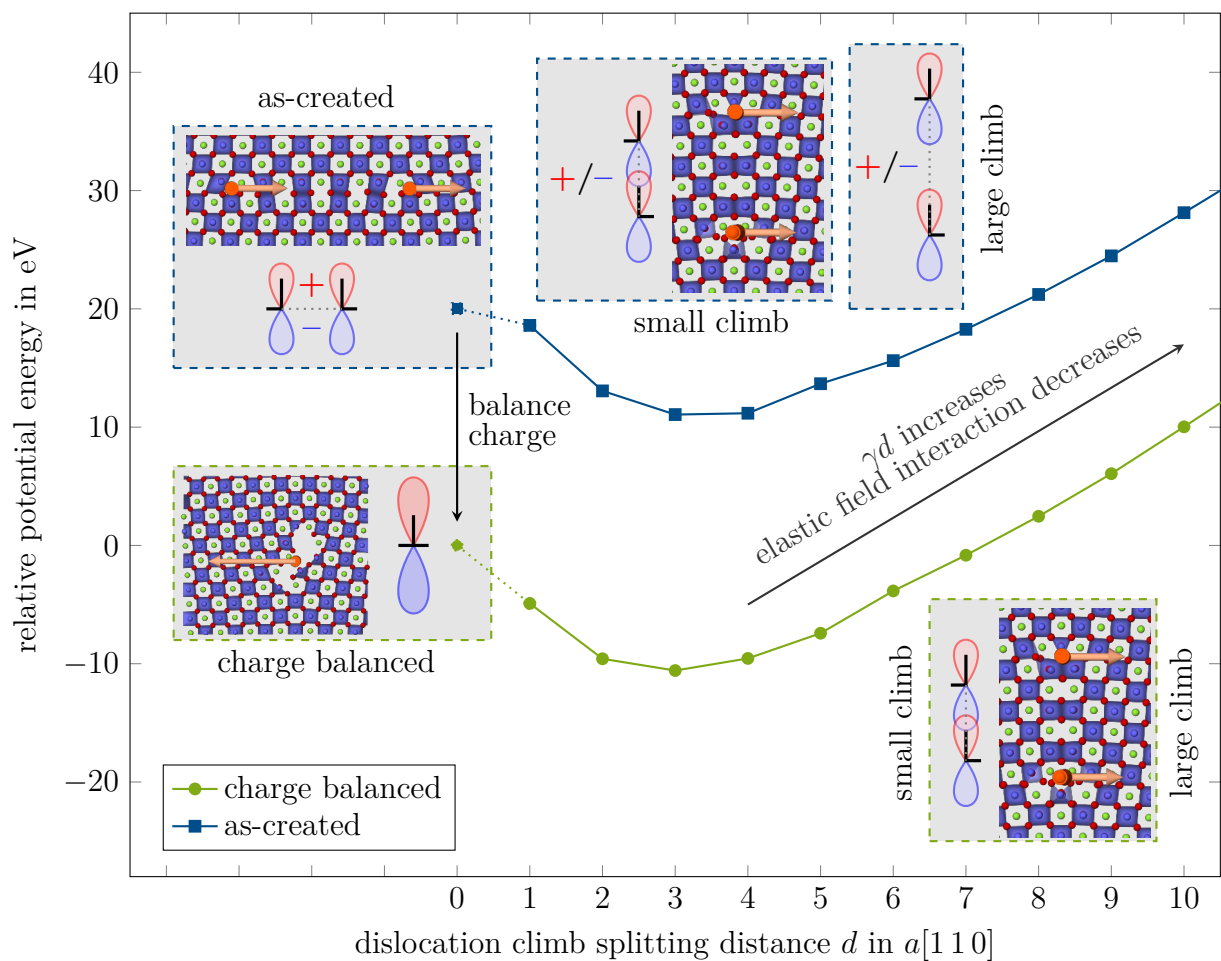 as-created
+
−
+/−
small climb
+/−
large climb
balance
charge
γd increases
elastic field interaction decreases
charge balanced
small climb
large climb
charge balanced
as-created
relative potential energy in eV
40
30
20
10
0
−10
−20
0 1 2 3 4 5 6 7 8 9 10
dislocation climb splitting distance d in a[1 1 0]